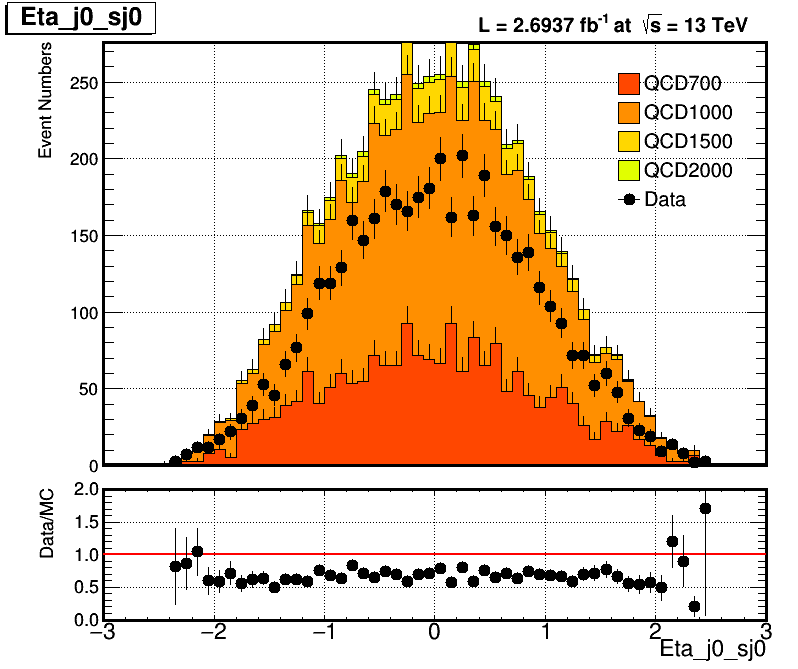 Eta_j0_sj0
L = 2.6937 fb-1 at √s = 13 TeV
Event Numbers
250
200
150
100
50
0
QCD700
QCD1000
QCD1500
QCD2000
Data
Data/MC
2.0
1.5
1.0
0.5
0.0
−3 −2 −1 0 1 2 3
Eta_j0_sj0